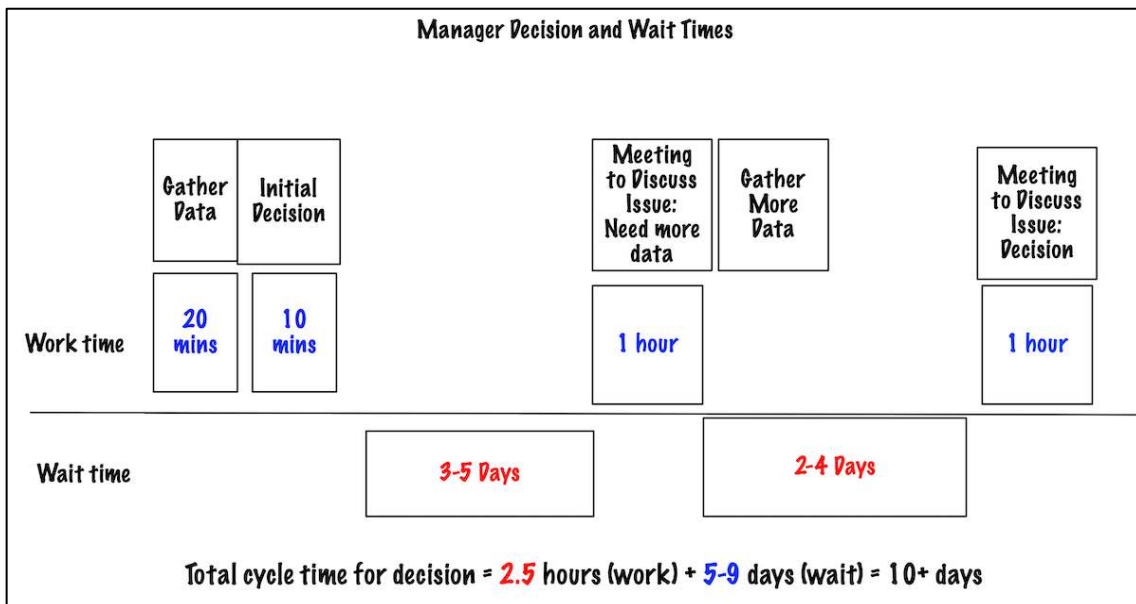 Manager Decision and Wait Times
Gather
Data
Initial
Decision
Meeting
to Discuss
Issue:
Need more
data
Gather
More
Data
Meeting
to Discuss
Issue:
Decision
Work time
20
mins
10
mins
1 hour
1 hour
Wait time
3-5 Days
2-4 Days
Total cycle time for decision = 2.5 hours (work) + 5-9 days (wait) = 10+ days